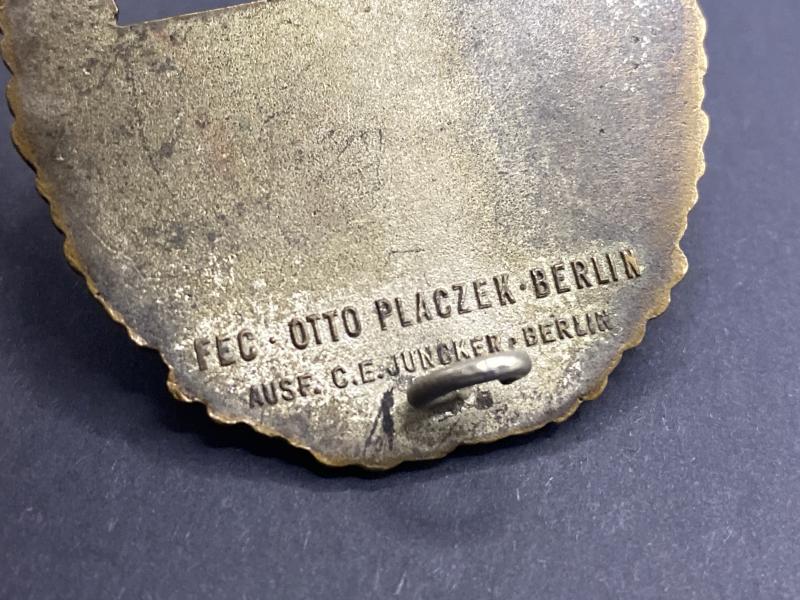 FEC · OTTO PLACZEK · BERLIN
AUSF. C.E. JUNCKER · BERLIN